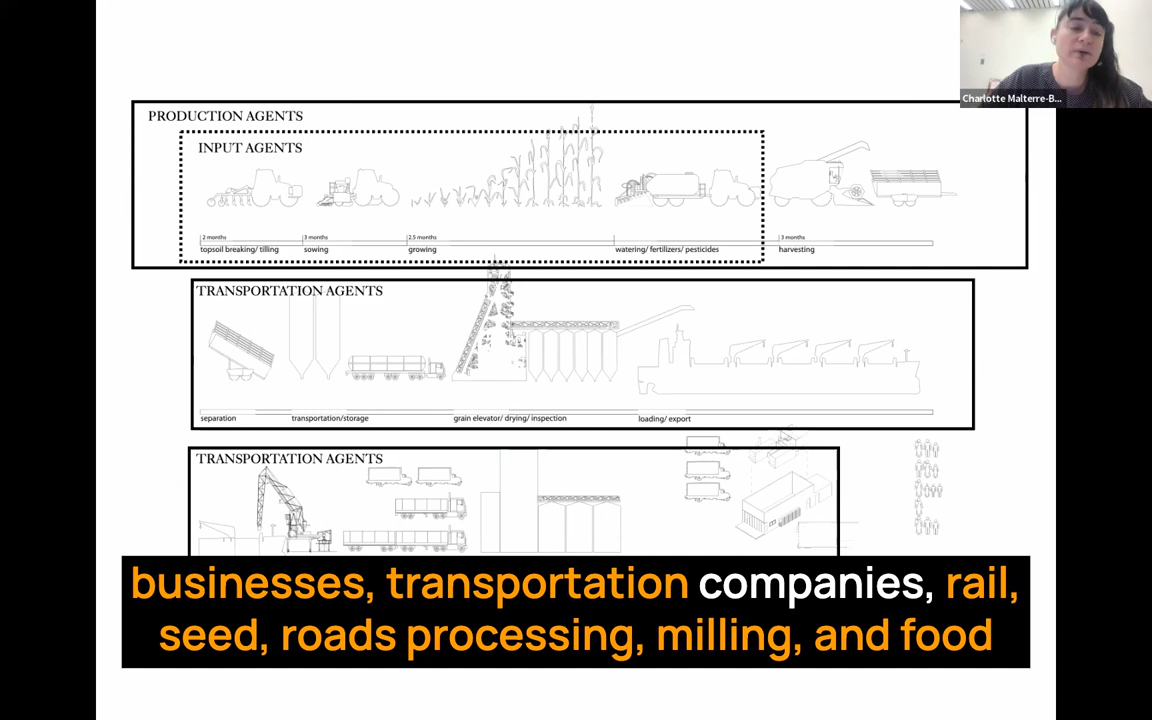 Charlotte Malterre-B...
PRODUCTION AGENTS
INPUT AGENTS
2 months
3 months
2.5 months
3 months
topsoil breaking/ tilling
sowing
growing
watering/ fertilizers/ pesticides
harvesting
TRANSPORTATION AGENTS
separation
transportation/storage
grain elevator/ drying/ inspection
loading/ export
TRANSPORTATION AGENTS
businesses, transportation companies, rail,
seed, roads processing, milling, and food